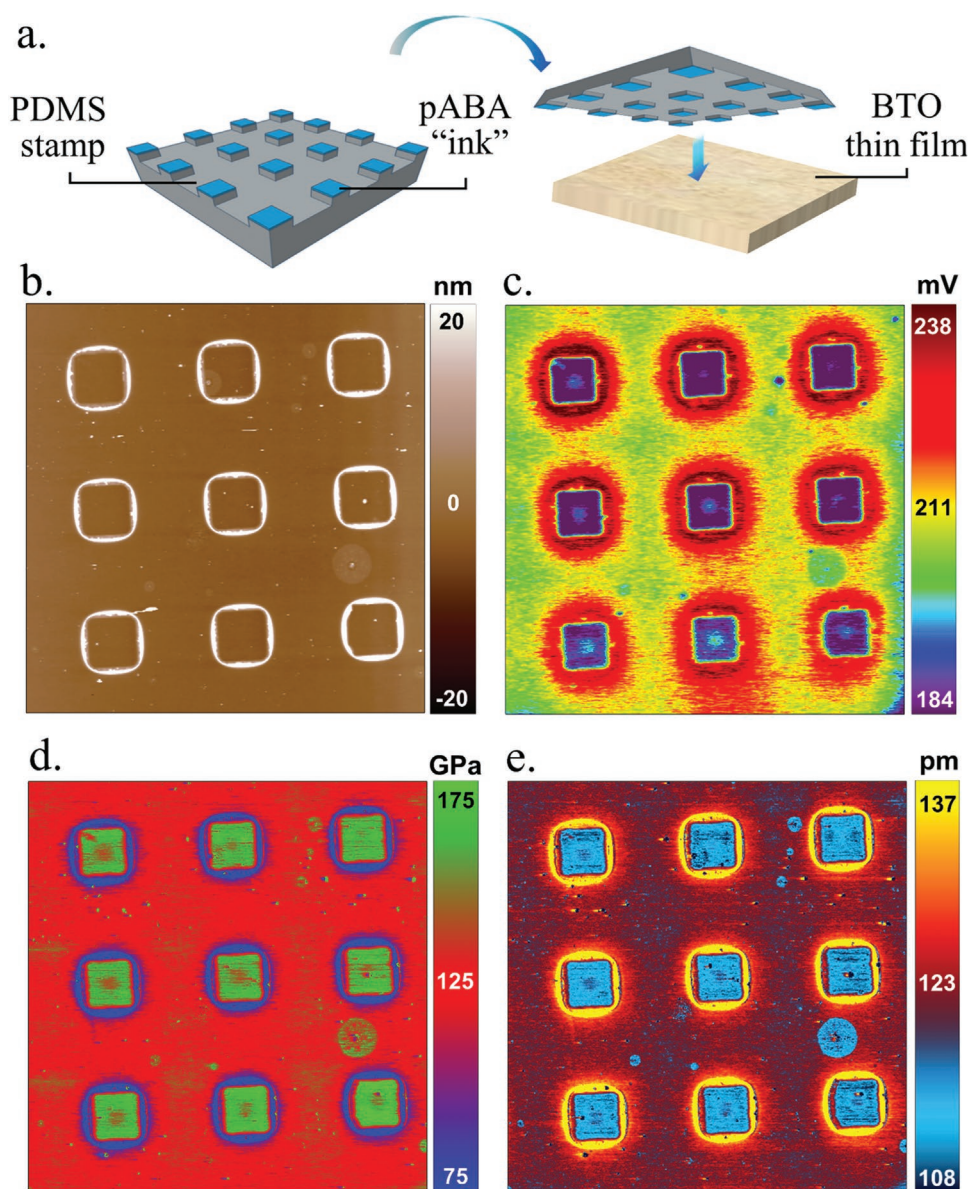 a.
PDMS
stamp
pABA
“ink”
BTO
thin film
b.
nm
20
0
-20
c.
mV
238
211
184
d.
GPa
175
125
75
e.
pm
137
123
108